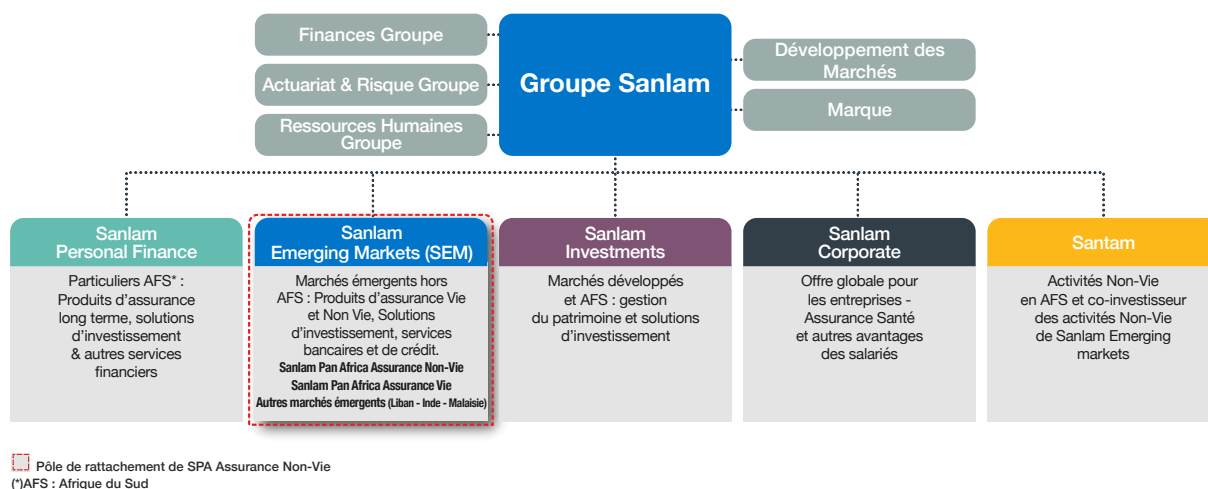 Finances Groupe
Actuariat & Risque Groupe
Ressources Humaines
Groupe
Groupe Sanlam
Développement des
Marchés
Marque
Sanlam
Personal Finance
Particuliers AFS* :
Produits d’assurance
long terme, solutions
d’investissement
& autres services
financiers
Sanlam
Emerging Markets (SEM)
Marchés émergents hors
AFS : Produits d’assurance Vie
et Non Vie, Solutions
d’investissement, services
bancaires et de crédit.
Sanlam Pan Africa Assurance Non-Vie
Sanlam Pan Africa Assurance Vie
Autres marchés émergents (Liban - Inde - Malaisie)
Sanlam
Investments
Marchés développés
et AFS : gestion
du patrimoine et solutions
d’investissement
Sanlam
Corporate
Offre globale pour
les entreprises -
Assurance Santé
et autres avantages
des salariés
Santam
Activités Non-Vie
en AFS et co-investisseur
des activités Non-Vie
de Sanlam Emerging
markets
Pôle de rattachement de SPA Assurance Non-Vie
(*)AFS : Afrique du Sud